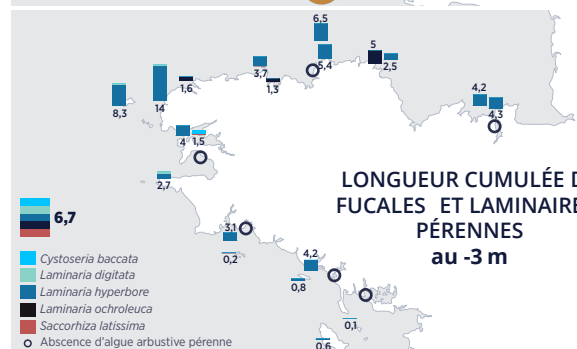 6,5
5,4
5
2,5
3,7
1,3
1,6
14
8,3
4,2
4,3
4
1,5
2,7
LONGUEUR CUMULÉE D
FUCALES ET LAMINAIRE
PÉRENNES
au -3 m
6,7
3,1
0,2
4,2
0,8
0,1
0,6
Cystoseria baccata
Laminaria digitata
Laminaria hyperbore
Laminaria ochroleuca
Saccorhiza latissima
Abscence d'algue arbustive pérenne